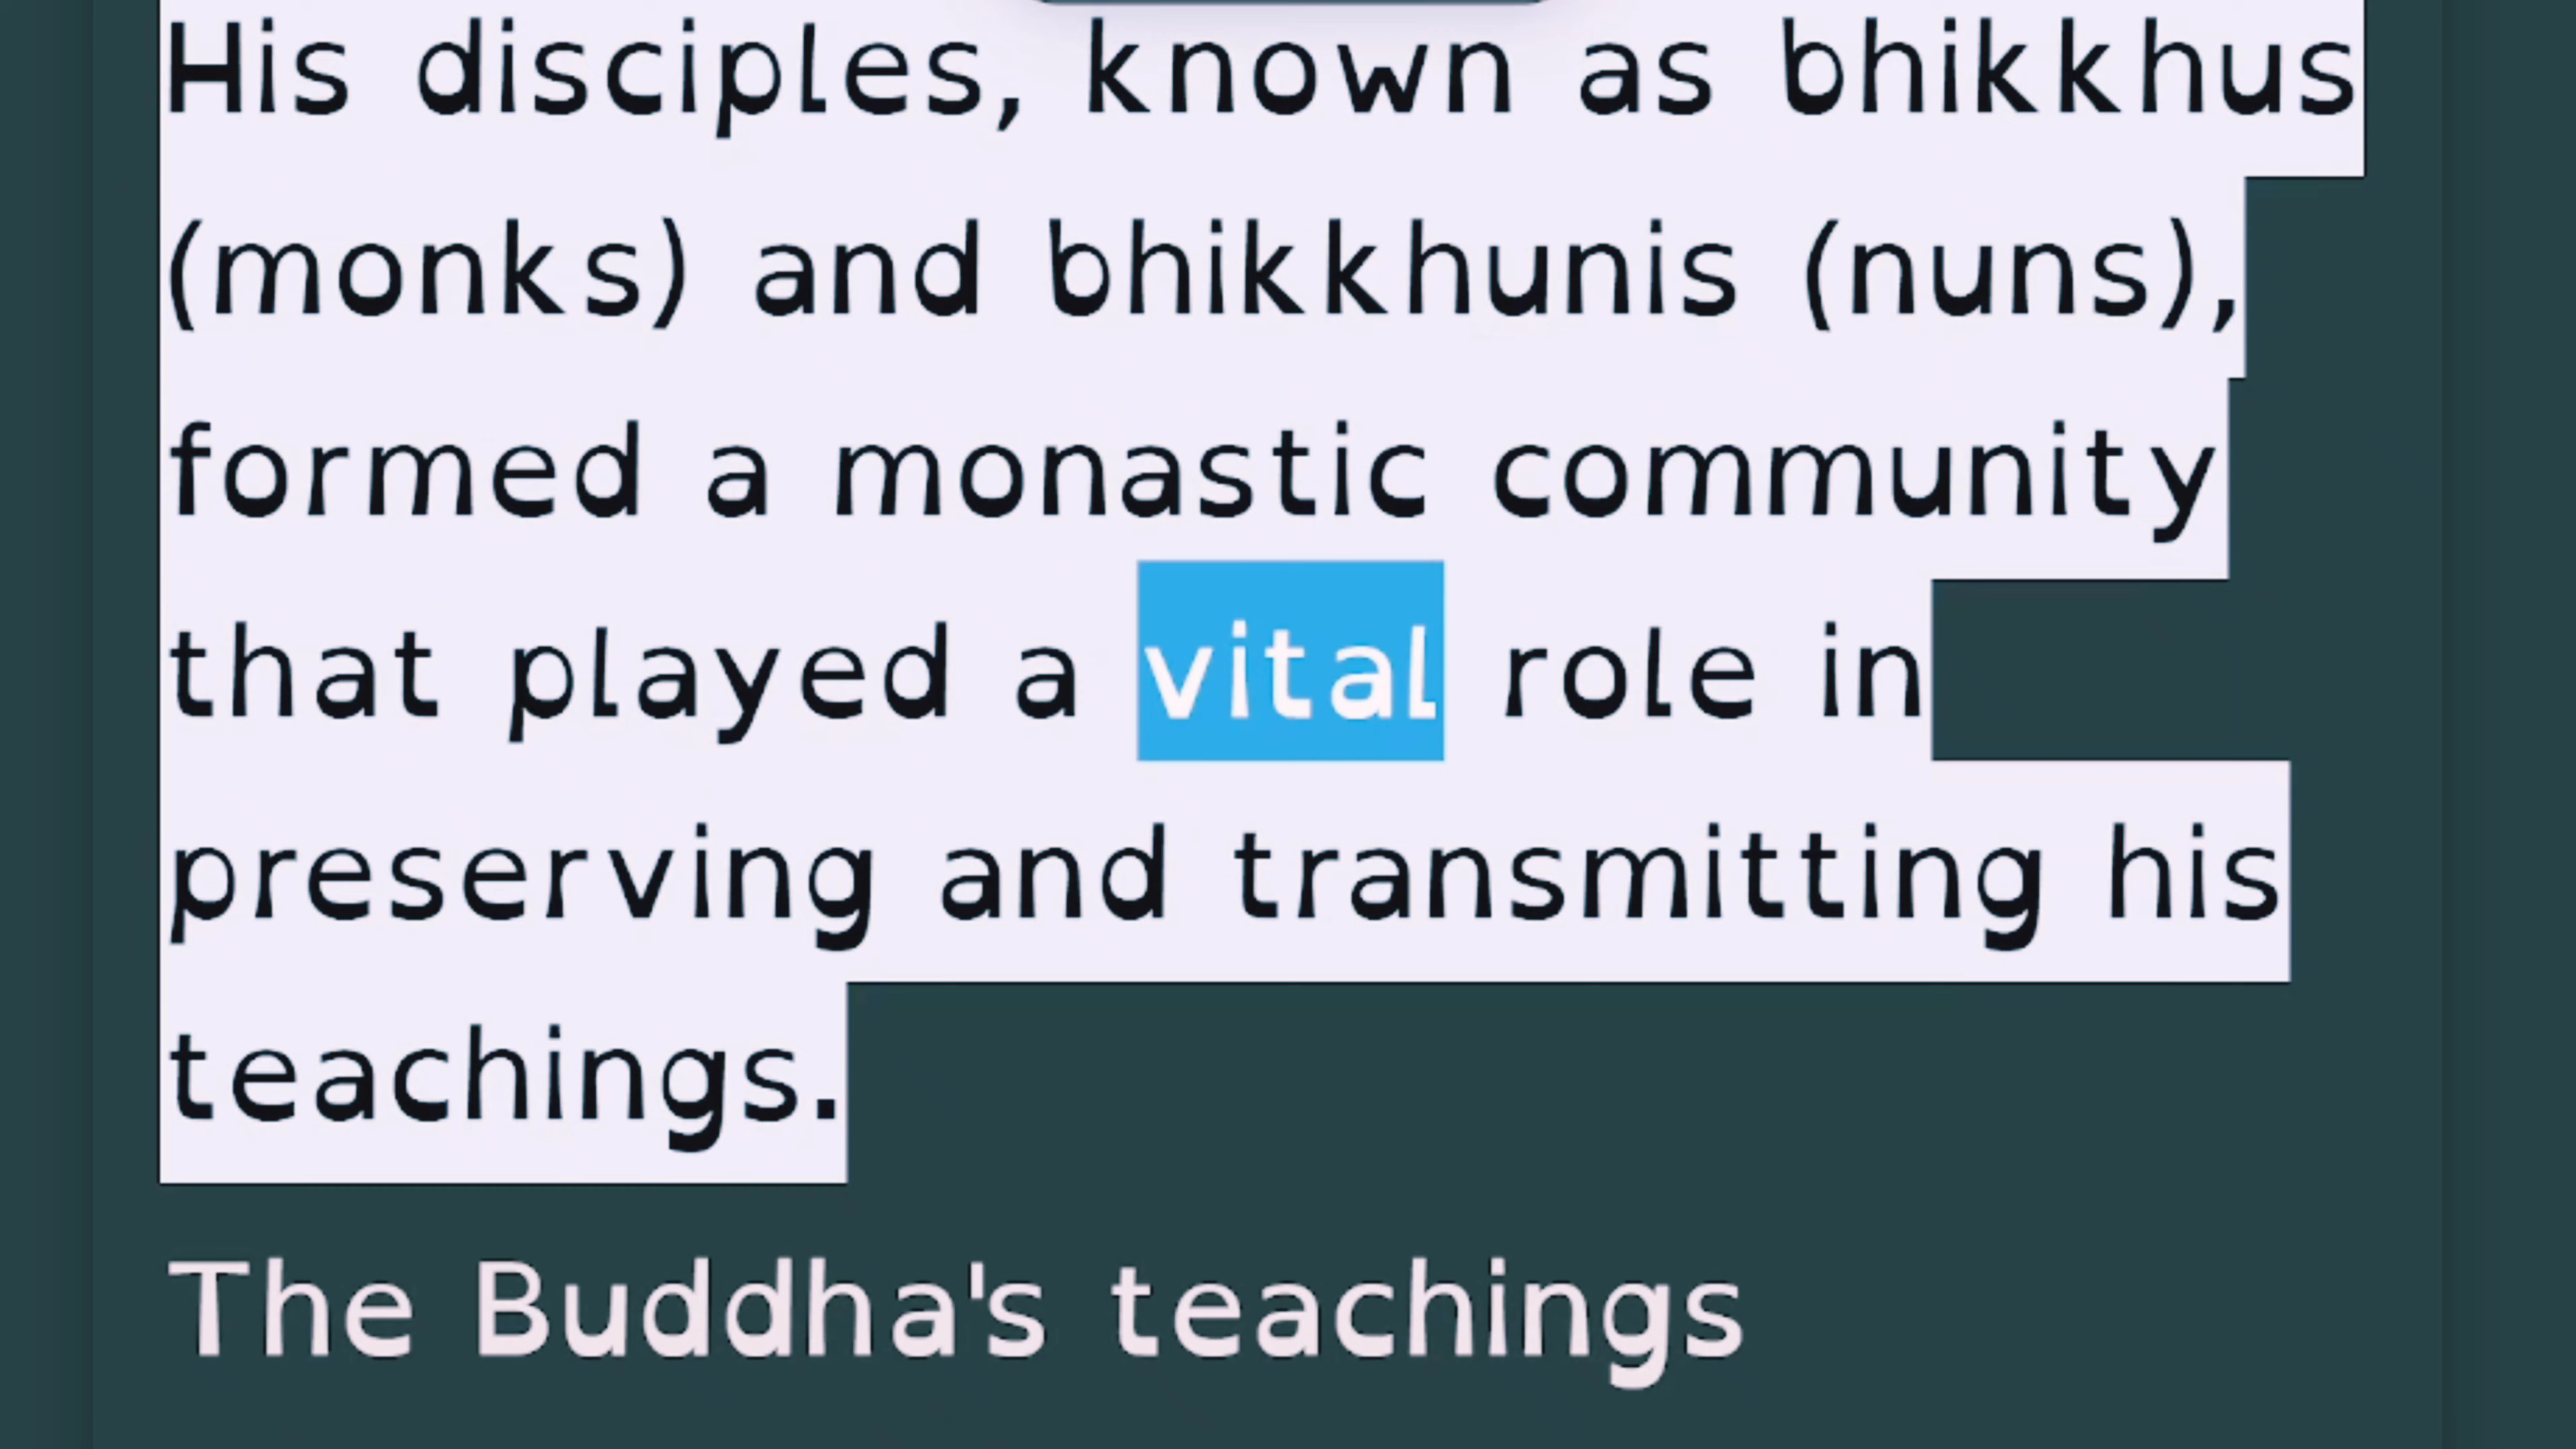 His disciples, known as bhikkhus
(monks) and bhikkhunis (nuns),
formed a monastic community
that played a vital role in
preserving and transmitting his
teachings.
The Buddha's teachings